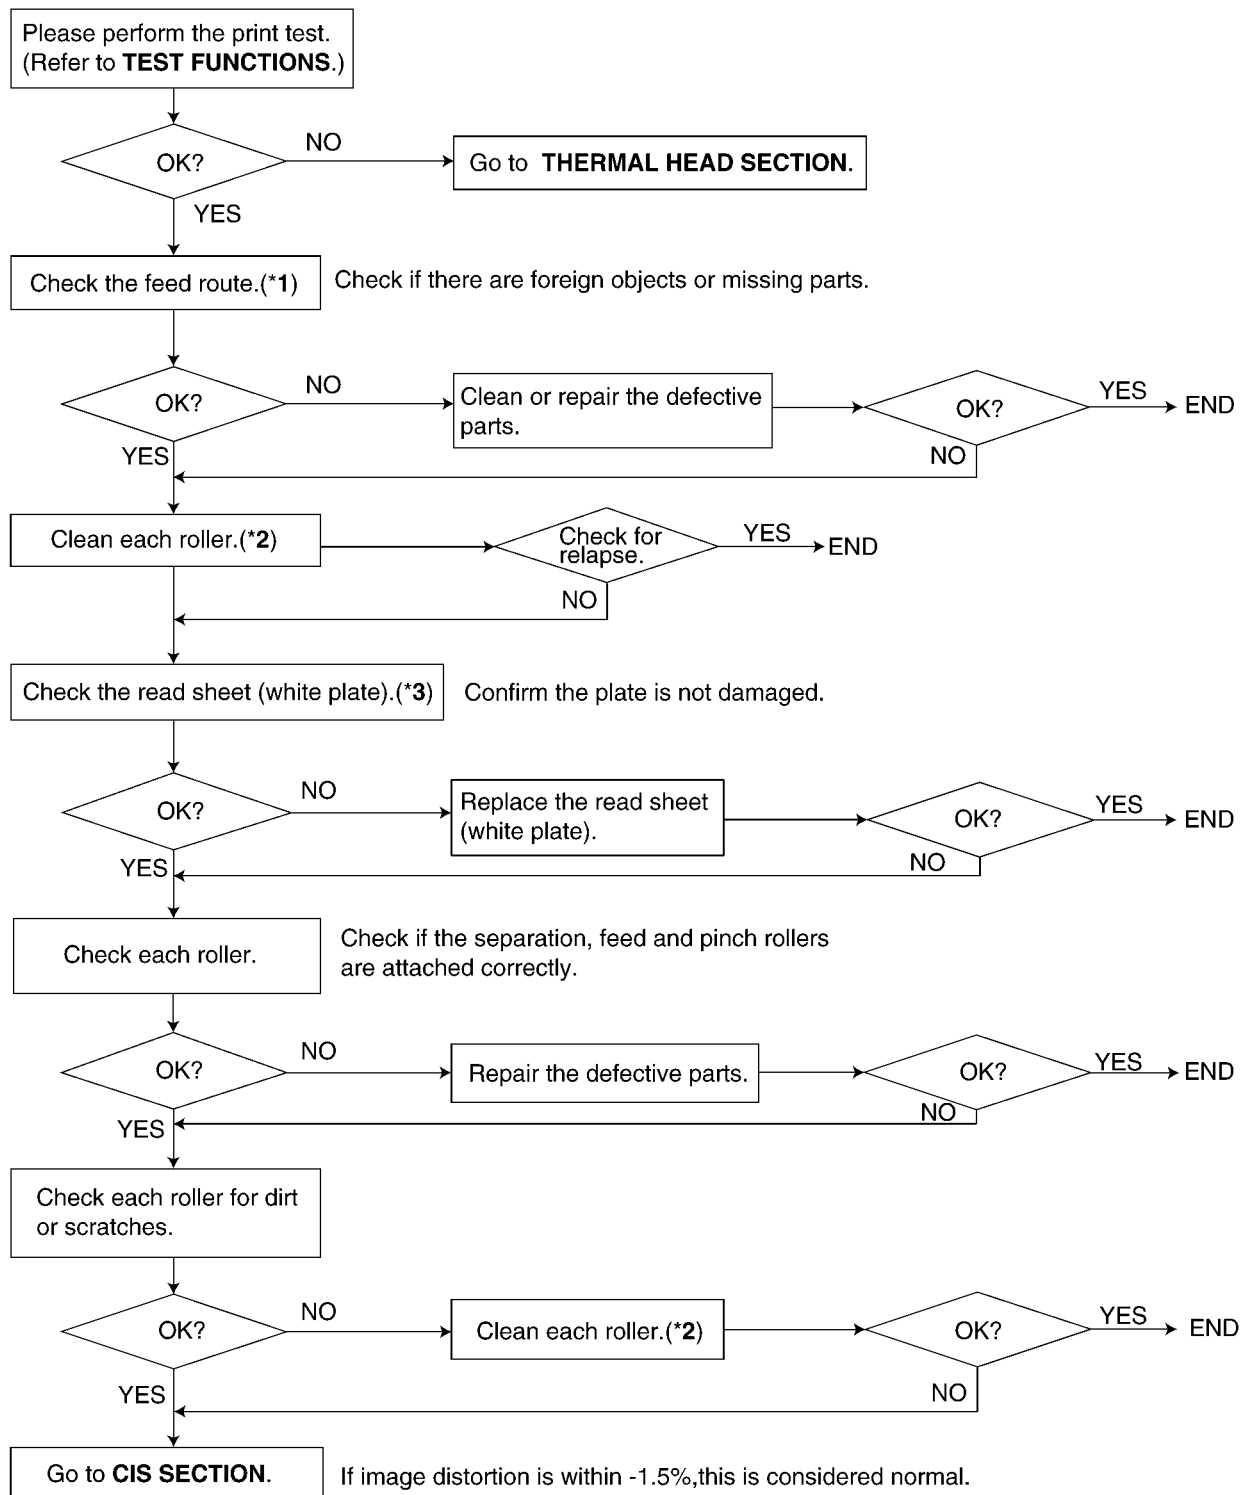 Please perform the print test.
(Refer to TEST FUNCTIONS.)
OK?
NO
Go to THERMAL HEAD SECTION.
YES
Check the feed route.(*1)
Check if there are foreign objects or missing parts.
OK?
NO
Clean or repair the defective
parts.
OK?
YES
END
YES
NO
Clean each roller.(*2)
Check for
relapse.
YES
END
NO
Check the read sheet (white plate).(*3)
Confirm the plate is not damaged.
OK?
NO
Replace the read sheet
(white plate).
OK?
YES
END
YES
NO
Check each roller.
Check if the separation, feed and pinch rollers
are attached correctly.
OK?
NO
Repair the defective parts.
OK?
YES
END
YES
NO
Check each roller for dirt
or scratches.
OK?
NO
Clean each roller.(*2)
OK?
YES
END
YES
NO
Go to CIS SECTION.
If image distortion is within -1.5%,this is considered normal.